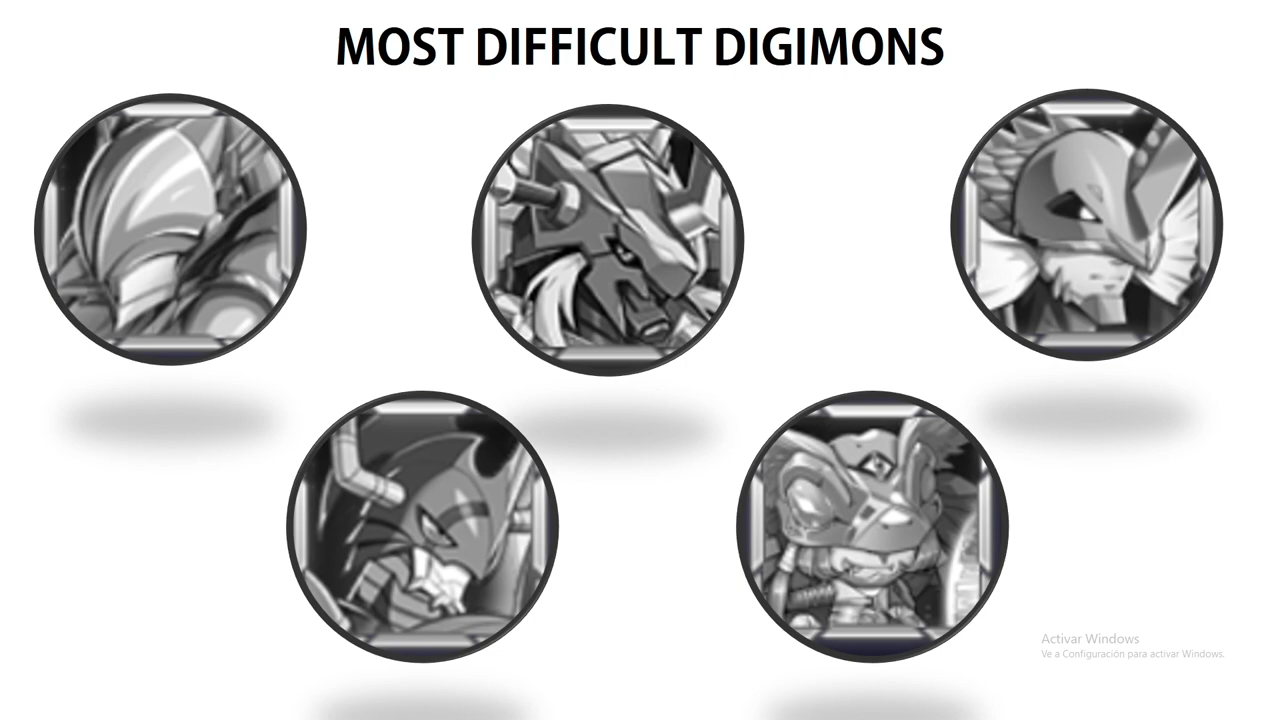 MOST DIFFICULT DIGIMONS
Activar Windows
Ve a Configuración para activar Windows.